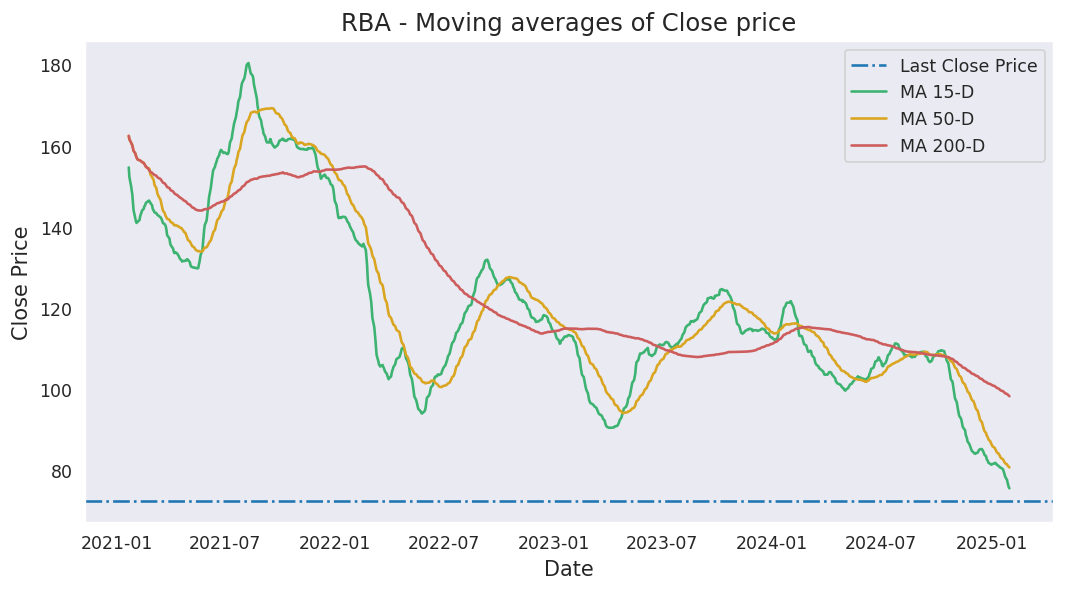 RBA - Moving averages of Close price
Last Close Price
MA 15-D
MA 50-D
MA 200-D
180
160
140
120
100
80
Close Price
2021-01 2021-07 2022-01 2022-07 2023-01 2023-07 2024-01 2024-07 2025-01
Date